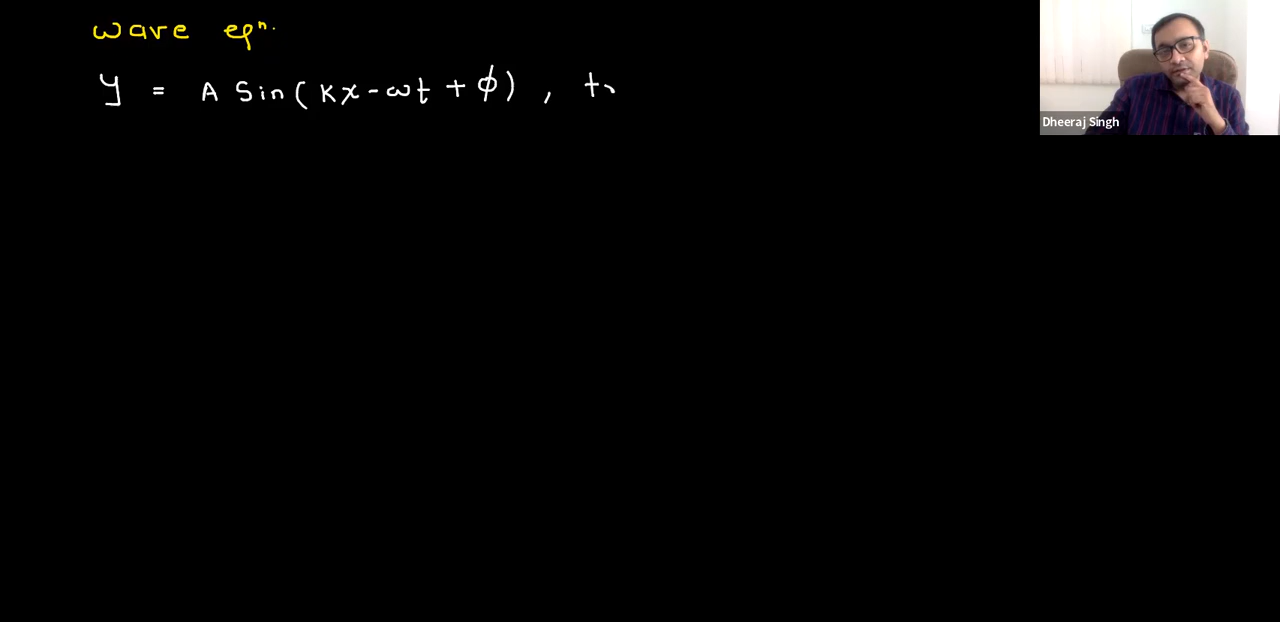 wave eqⁿ.
y = A Sin(kx - ωt + ϕ) ,
Dheeraj Singh